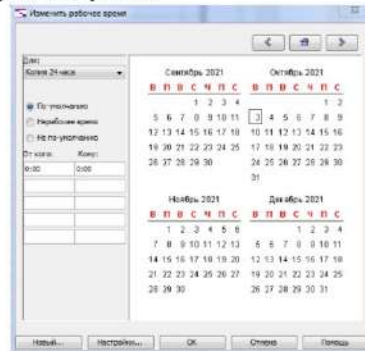 Изменить рабочее время
Для:
Копия 24 часа
По-умолчанию
Нерабочее время
Не по-умолчанию
От кого: Кому:
0:00 0:00
Сентябрь 2021
В П В С Ч П С
1 2 3 4
5 6 7 8 9 10 11
12 13 14 15 16 17 18
19 20 21 22 23 24 25
26 27 28 29 30
Октябрь 2021
В П В С Ч П С
1 2
3 4 5 6 7 8 9
10 11 12 13 14 15 16
17 18 19 20 21 22 23
24 25 26 27 28 29 30
31
Ноябрь 2021
В П В С Ч П С
1 2 3 4 5 6
7 8 9 10 11 12 13
14 15 16 17 18 19 20
21 22 23 24 25 26 27
28 29 30
Декабрь 2021
В П В С Ч П С
1 2 3 4
5 6 7 8 9 10 11
12 13 14 15 16 17 18
19 20 21 22 23 24 25
26 27 28 29 30 31
Новый... Настройки... OK Отмена Помощь